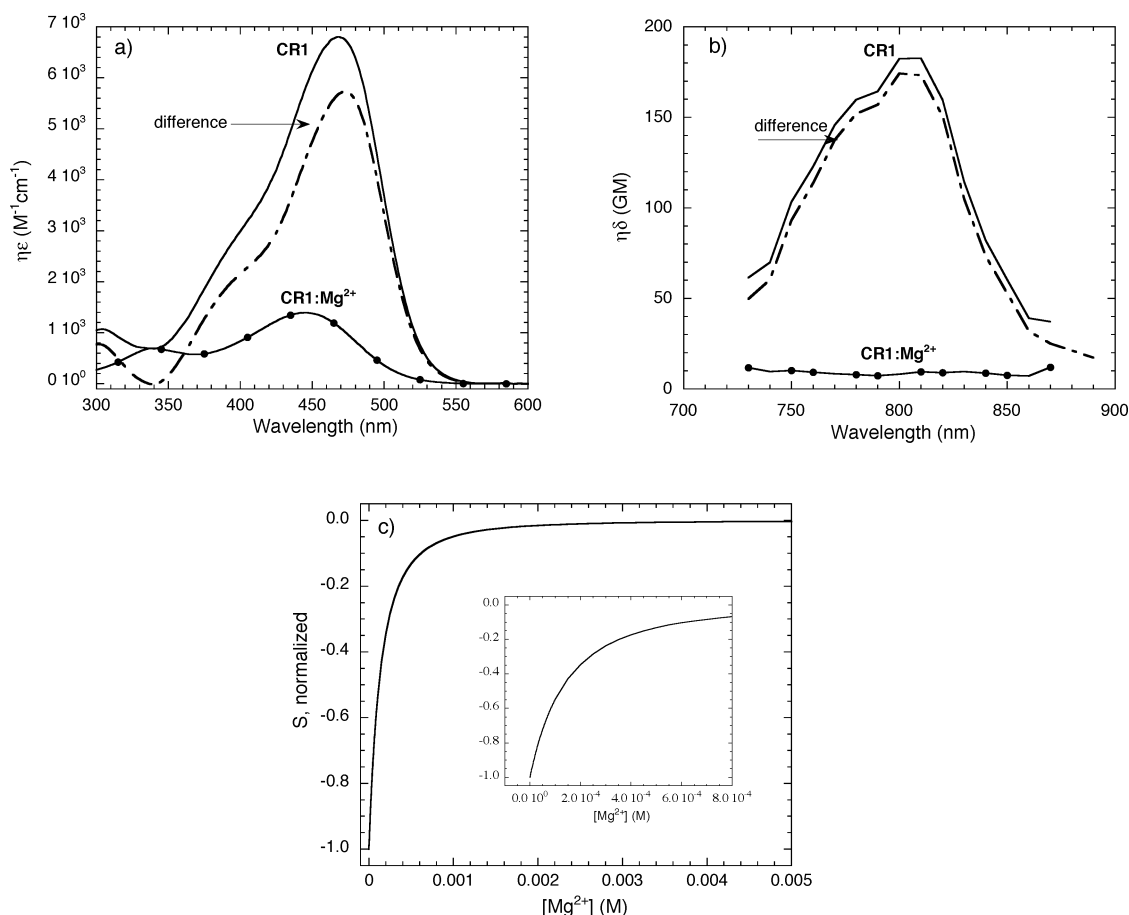 a)
CR1
difference
CR1:Mg²⁺
7 10³
6 10³
5 10³
4 10³
3 10³
2 10³
1 10³
0 10⁰
ηε (M⁻¹cm⁻¹)
300 350 400 450 500 550 600
Wavelength (nm)
b)
CR1
difference
CR1:Mg²⁺
200
150
100
50
0
ηδ (GM)
700 750 800 850 900
Wavelength (nm)
c)
0.0
-0.2
-0.4
-0.6
-0.8
-1.0
S, normalized
0 0.001 0.002 0.003 0.004 0.005
[Mg²⁺] (M)
0.0
-0.2
-0.4
-0.6
-0.8
-1.0
0.0 10⁰ 2.0 10⁻⁴ 4.0 10⁻⁴ 6.0 10⁻⁴ 8.0 10⁻⁴
[Mg²⁺] (M)